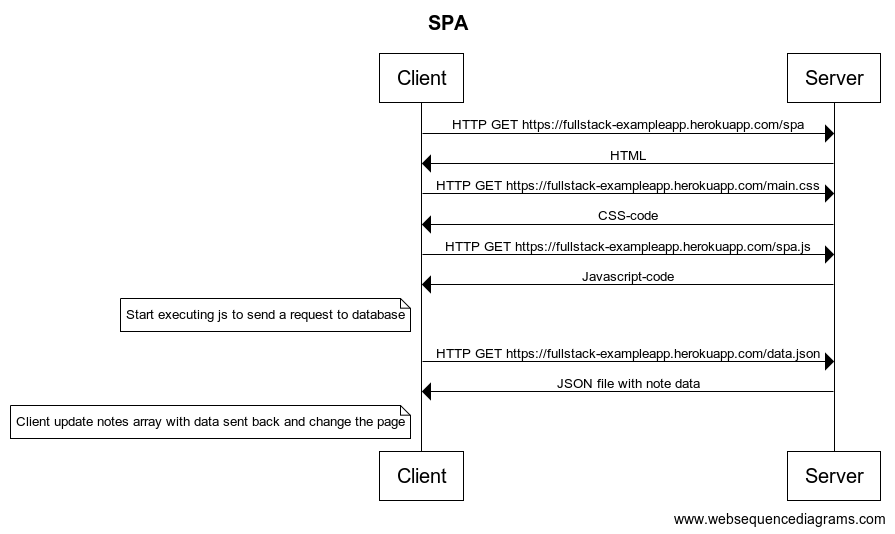 SPA
Client
Server
HTTP GET https://fullstack-exampleapp.herokuapp.com/spa
HTML
HTTP GET https://fullstack-exampleapp.herokuapp.com/main.css
CSS-code
HTTP GET https://fullstack-exampleapp.herokuapp.com/spa.js
Javascript-code
Start executing js to send a request to database
HTTP GET https://fullstack-exampleapp.herokuapp.com/data.json
JSON file with note data
Client update notes array with data sent back and change the page
Client
Server
www.websequencediagrams.com